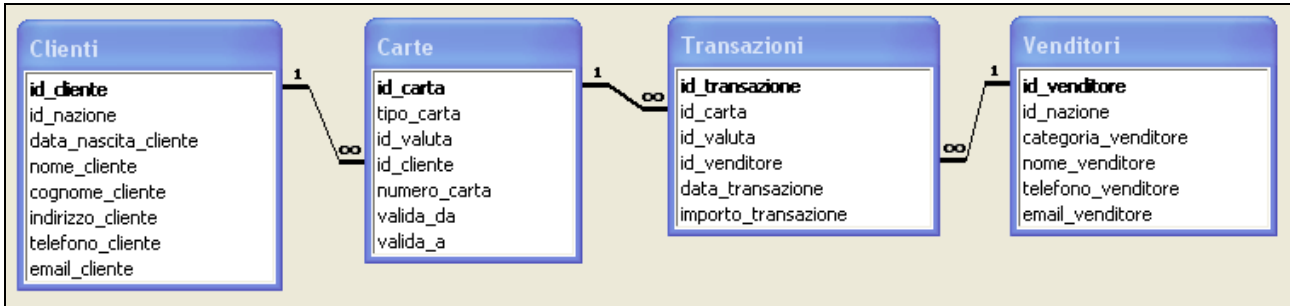 Clienti
id_cliente
id_nazione
data_nascita_cliente
nome_cliente
cognome_cliente
indirizzo_cliente
telefono_cliente
email_cliente
1
∞
Carte
id_carta
tipo_carta
id_valuta
id_cliente
numero_carta
valida_da
valida_a
1
∞
Transazioni
id_transazione
id_carta
id_valuta
id_venditore
data_transazione
importo_transazione
1
∞
Venditori
id_venditore
id_nazione
categoria_venditore
nome_venditore
telefono_venditore
email_venditore